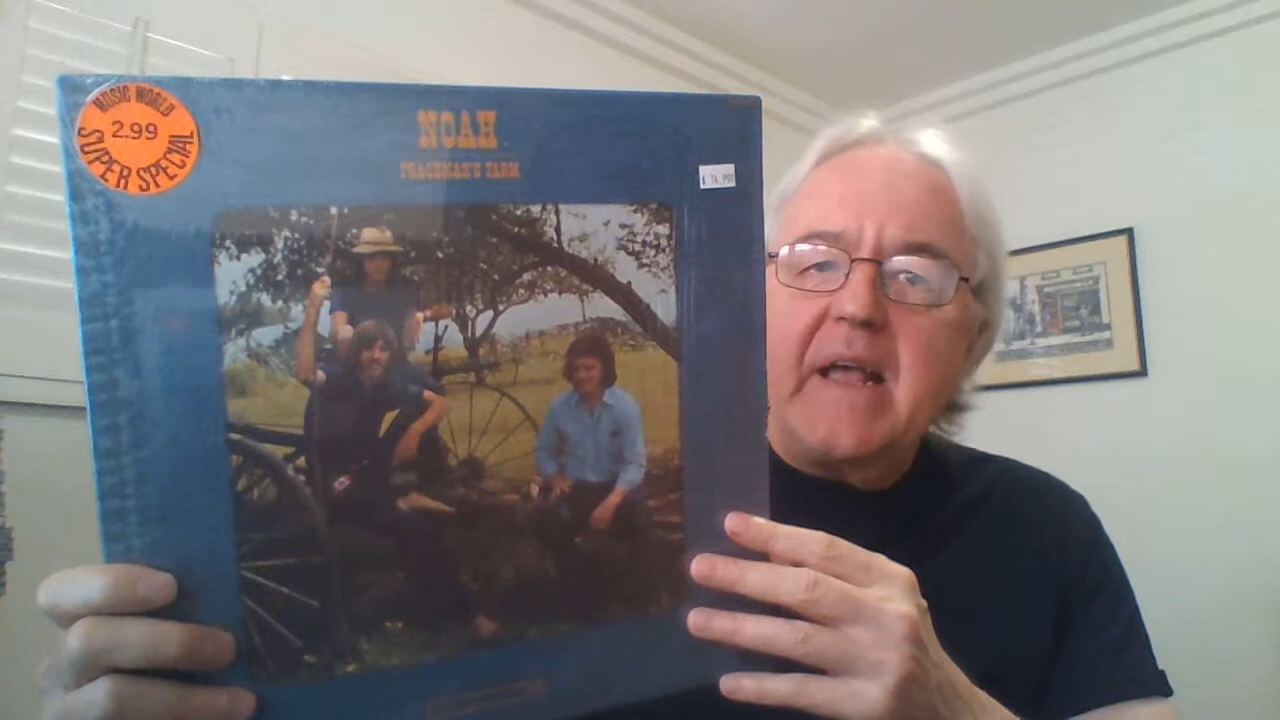 MUSIC WORLD
2.99
SUPER SPECIAL
NOAH
PEACEMAN'S FARM